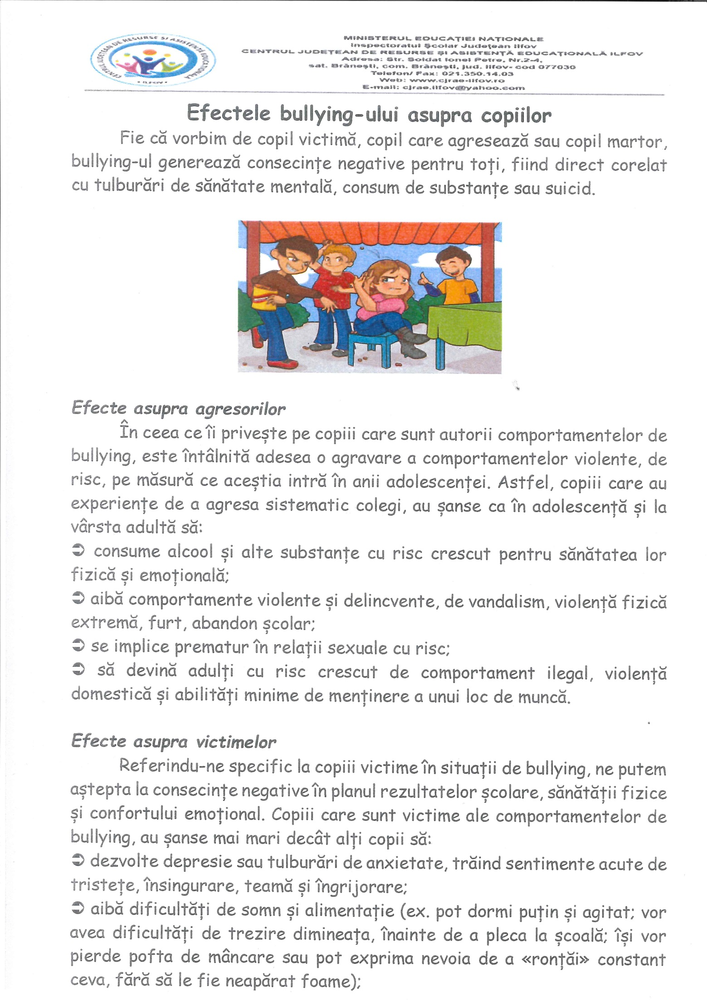 CENTRUL JUDEȚEAN DE RESURSE ȘI ASISTENȚĂ EDUCAȚIONALĂ
• ILFOV •
MINISTERUL EDUCAȚIEI NAȚIONALE
Inspectoratul Școlar Județean Ilfov
CENTRUL JUDEȚEAN DE RESURSE ȘI ASISTENȚĂ EDUCAȚIONALĂ ILFOV
Adresa: Str. Soldat Ionel Petre, Nr.2-4,
sat. Brănești, com. Brănești, jud. Ilfov- cod 077030
Telefon/ Fax: 021.350.14.03
Web: www.cjrae-ilfov.ro
E-mail: cjrae.ilfov@yahoo.com
Efectele bullying-ului asupra copiilor
Fie că vorbim de copil victimă, copil care agresează sau copil martor,
bullying-ul generează consecințe negative pentru toți, fiind direct corelat
cu tulburări de sănătate mentală, consum de substanțe sau suicid.
Efecte asupra agresorilor
În ceea ce îi privește pe copiii care sunt autorii comportamentelor de
bullying, este întâlnită adesea o agravare a comportamentelor violente, de
risc, pe măsură ce aceștia intră în anii adolescenței. Astfel, copiii care au
experiențe de a agresa sistematic colegi, au șanse ca în adolescență și la
vârsta adultă să:
➲ consume alcool și alte substanțe cu risc crescut pentru sănătatea lor
fizică și emoțională;
➲ aibă comportamente violente și delincvente, de vandalism, violență fizică
extremă, furt, abandon școlar;
➲ se implice prematur în relații sexuale cu risc;
➲ să devină adulți cu risc crescut de comportament ilegal, violență
domestică și abilități minime de menținere a unui loc de muncă.
Efecte asupra victimelor
Referindu-ne specific la copiii victime în situații de bullying, ne putem
aștepta la consecințe negative în planul rezultatelor școlare, sănătății fizice
și confortului emoțional. Copiii care sunt victime ale comportamentelor de
bullying, au șanse mai mari decât alți copii să:
➲ dezvolte depresie sau tulburări de anxietate, trăind sentimente acute de
tristețe, însingurare, teamă și îngrijorare;
➲ aibă dificultăți de somn și alimentație (ex. pot dormi puțin și agitat; vor
avea dificultăți de trezire dimineața, înainte de a pleca la școală; își vor
pierde pofta de mâncare sau pot exprima nevoia de a «ronțăi» constant
ceva, fără să le fie neapărat foame);